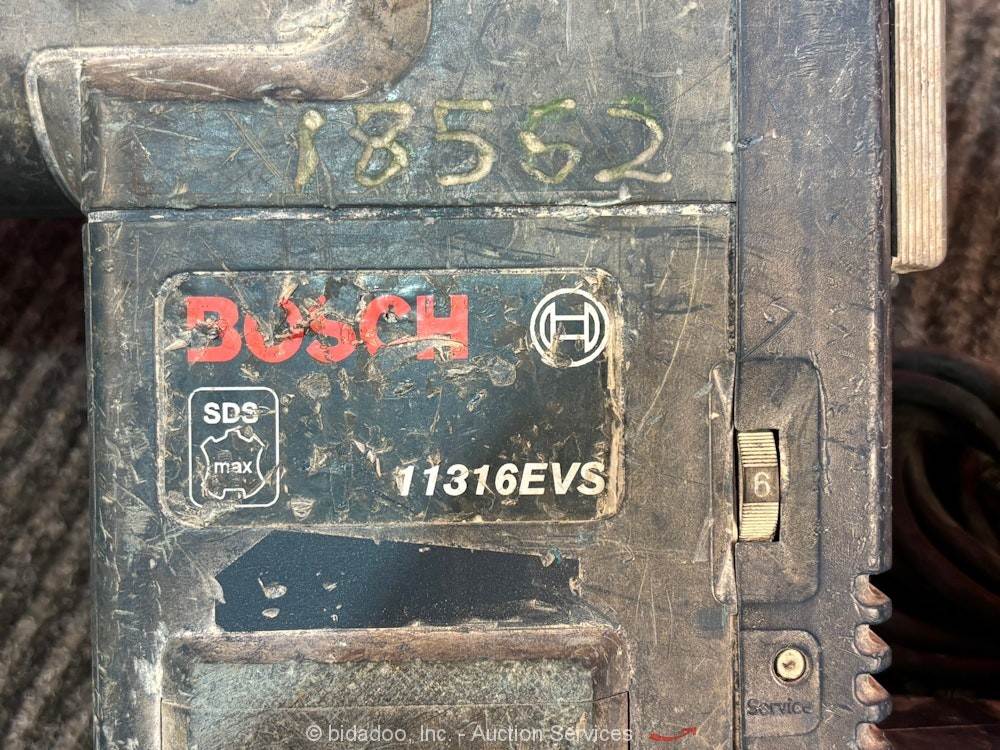 18562
BOSCH
SDS
max
11316EVS
6
Service
© bidadoo, Inc. - Auction Services